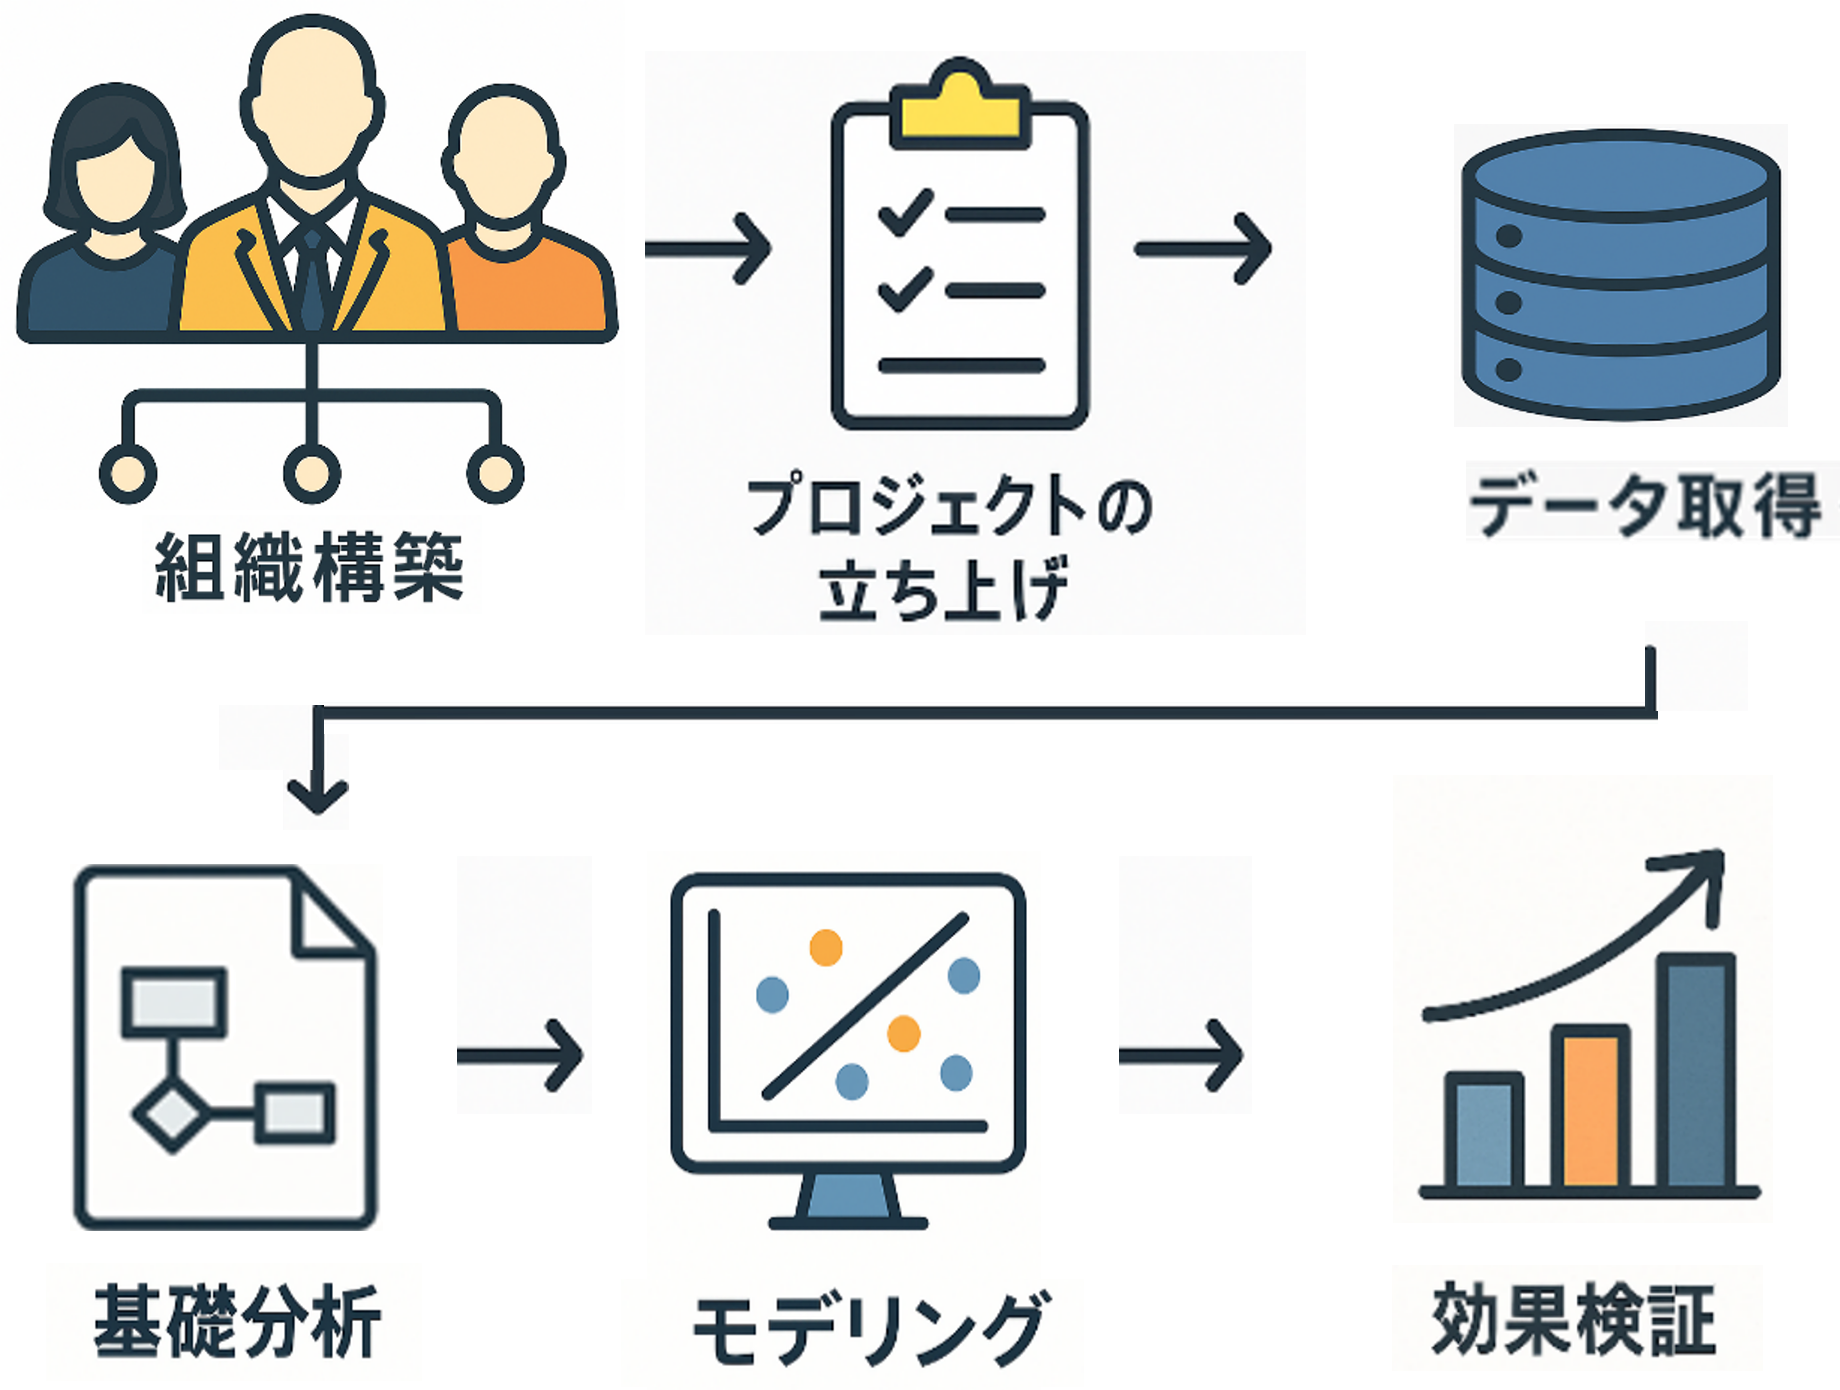 組織構築
プロジェクトの
立ち上げ
データ取得
基礎分析
モデリング
効果検証